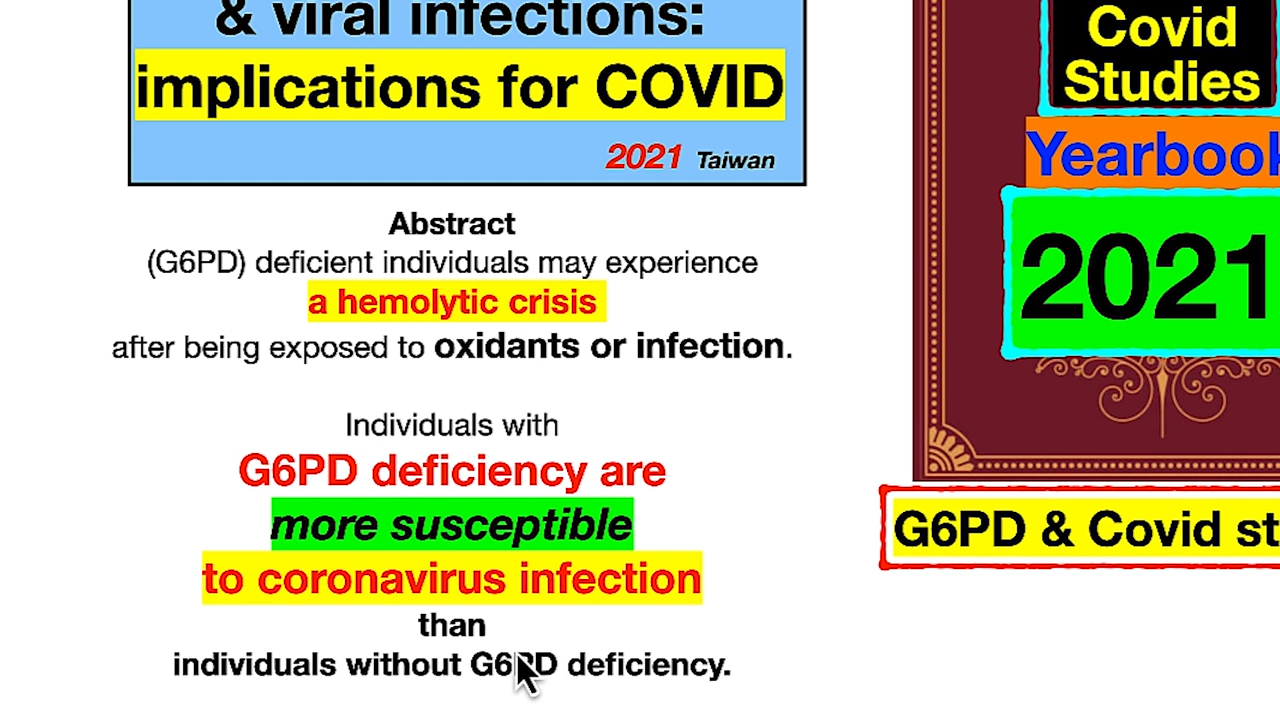 & viral infections:
implications for COVID
2021 Taiwan
Abstract
(G6PD) deficient individuals may experience
a hemolytic crisis
after being exposed to oxidants or infection.
Individuals with
G6PD deficiency are
more susceptible
to coronavirus infection
than
individuals without G6PD deficiency.
Covid
Studies
Yearbook
2021
G6PD & Covid st